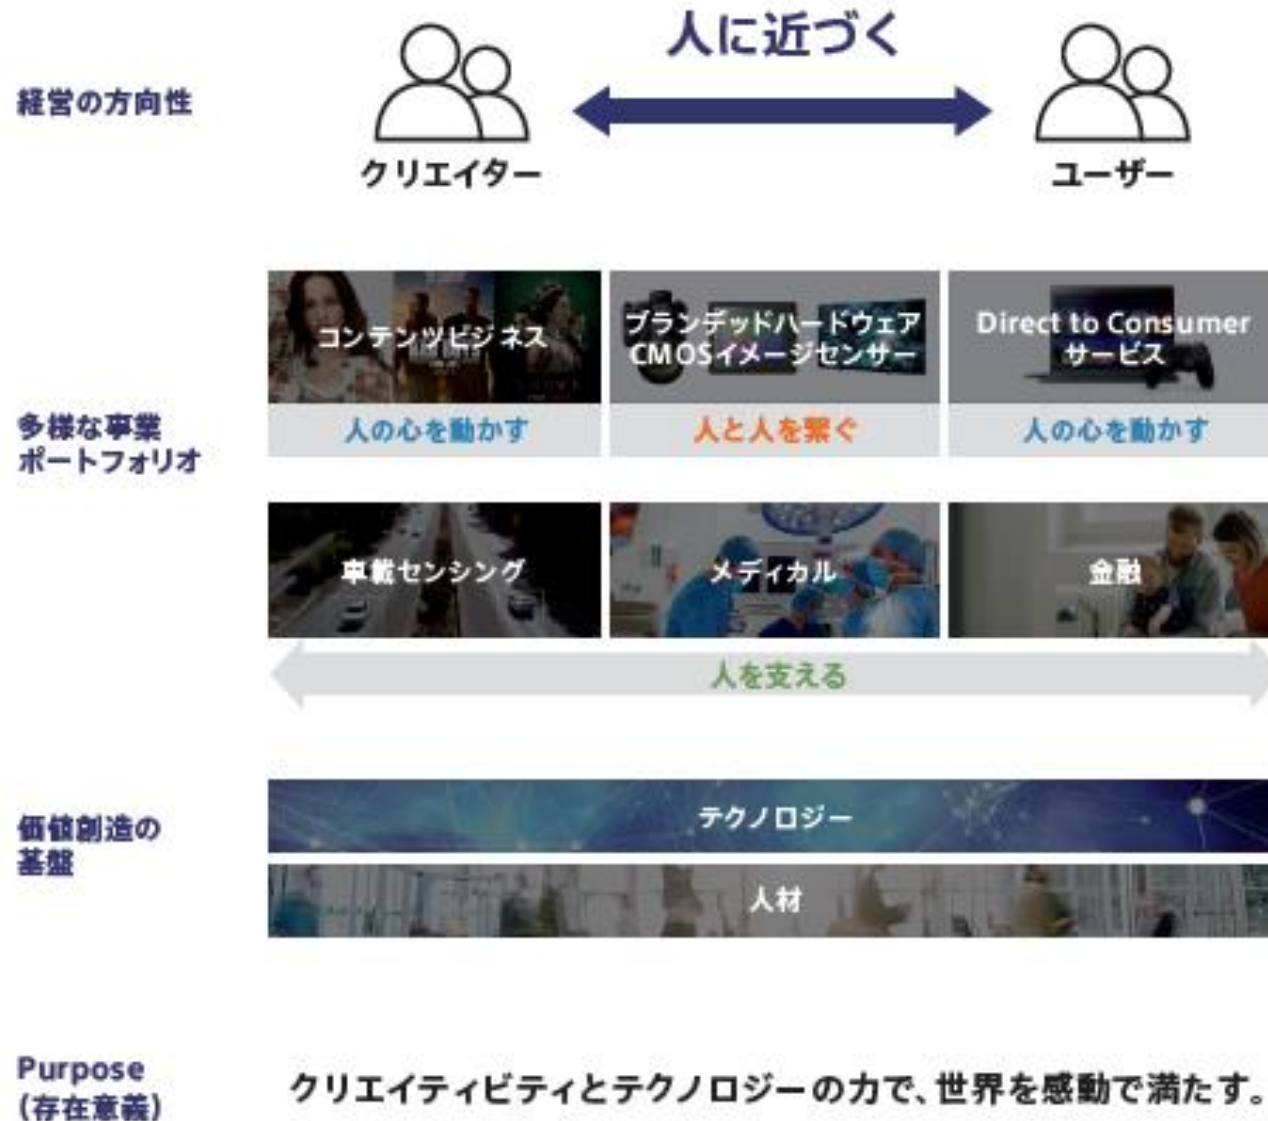 人に近づく
経営の方向性
クリエイター
ユーザー
コンテンツビジネス
ブランデッドハードウェア
CMOSイメージセンサー
Direct to Consumer
サービス
多様な事業
ポートフォリオ
人の心を動かす
人と人を繋ぐ
人の心を動かす
車載センシング
メディカル
金融
人を支える
価値創造の
基盤
テクノロジー
人材
Purpose
(存在意義)
クリエイティビティとテクノロジーの力で、世界を感動で満たす。